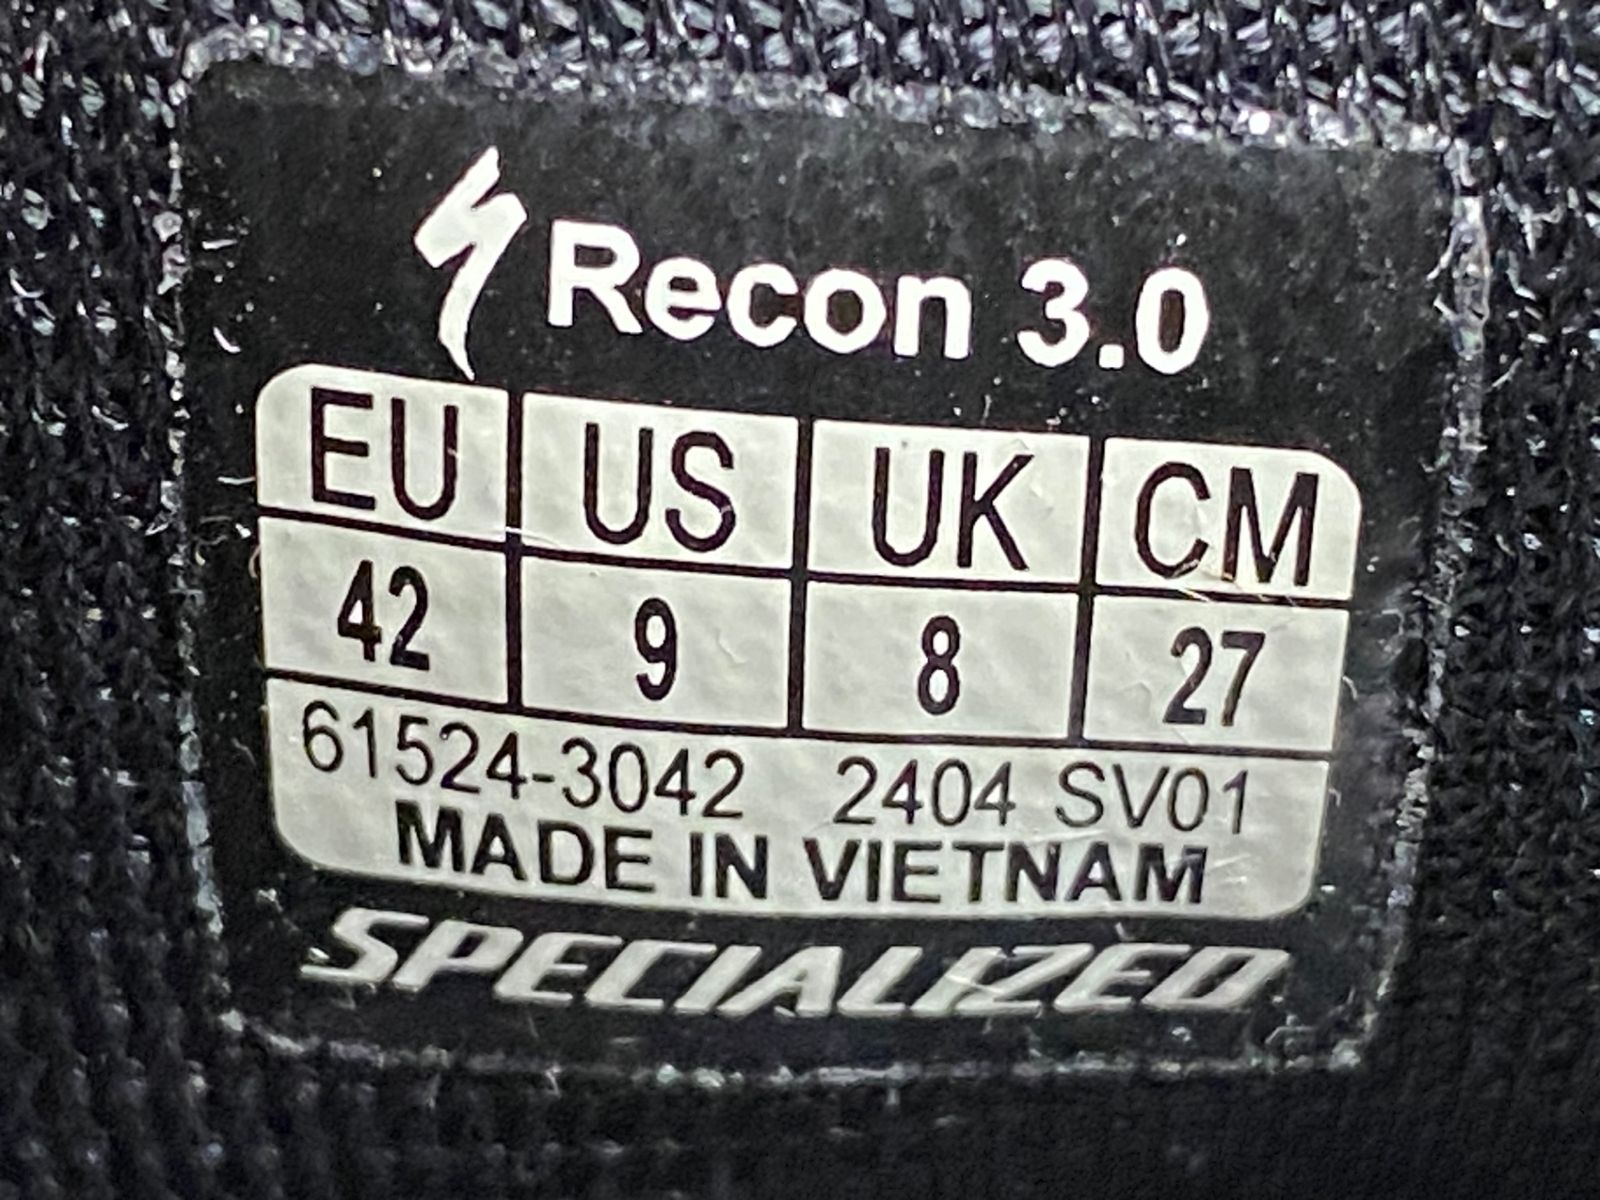 Recon 3.0
EU US UK CM
42 9 8 27
61524-3042 2404 SV01
MADE IN VIETNAM
SPECIALIZED